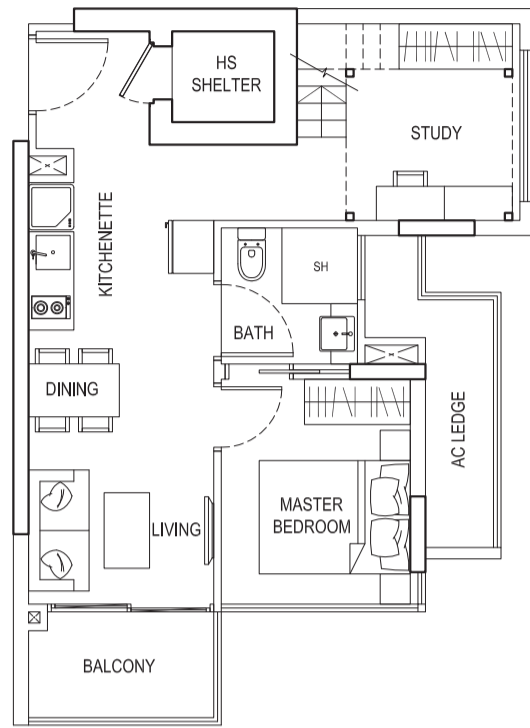 HS
SHELTER
STUDY
KITCHENETTE
SH
BATH
DINING
AC LEDGE
MASTER
BEDROOM
LIVING
BALCONY